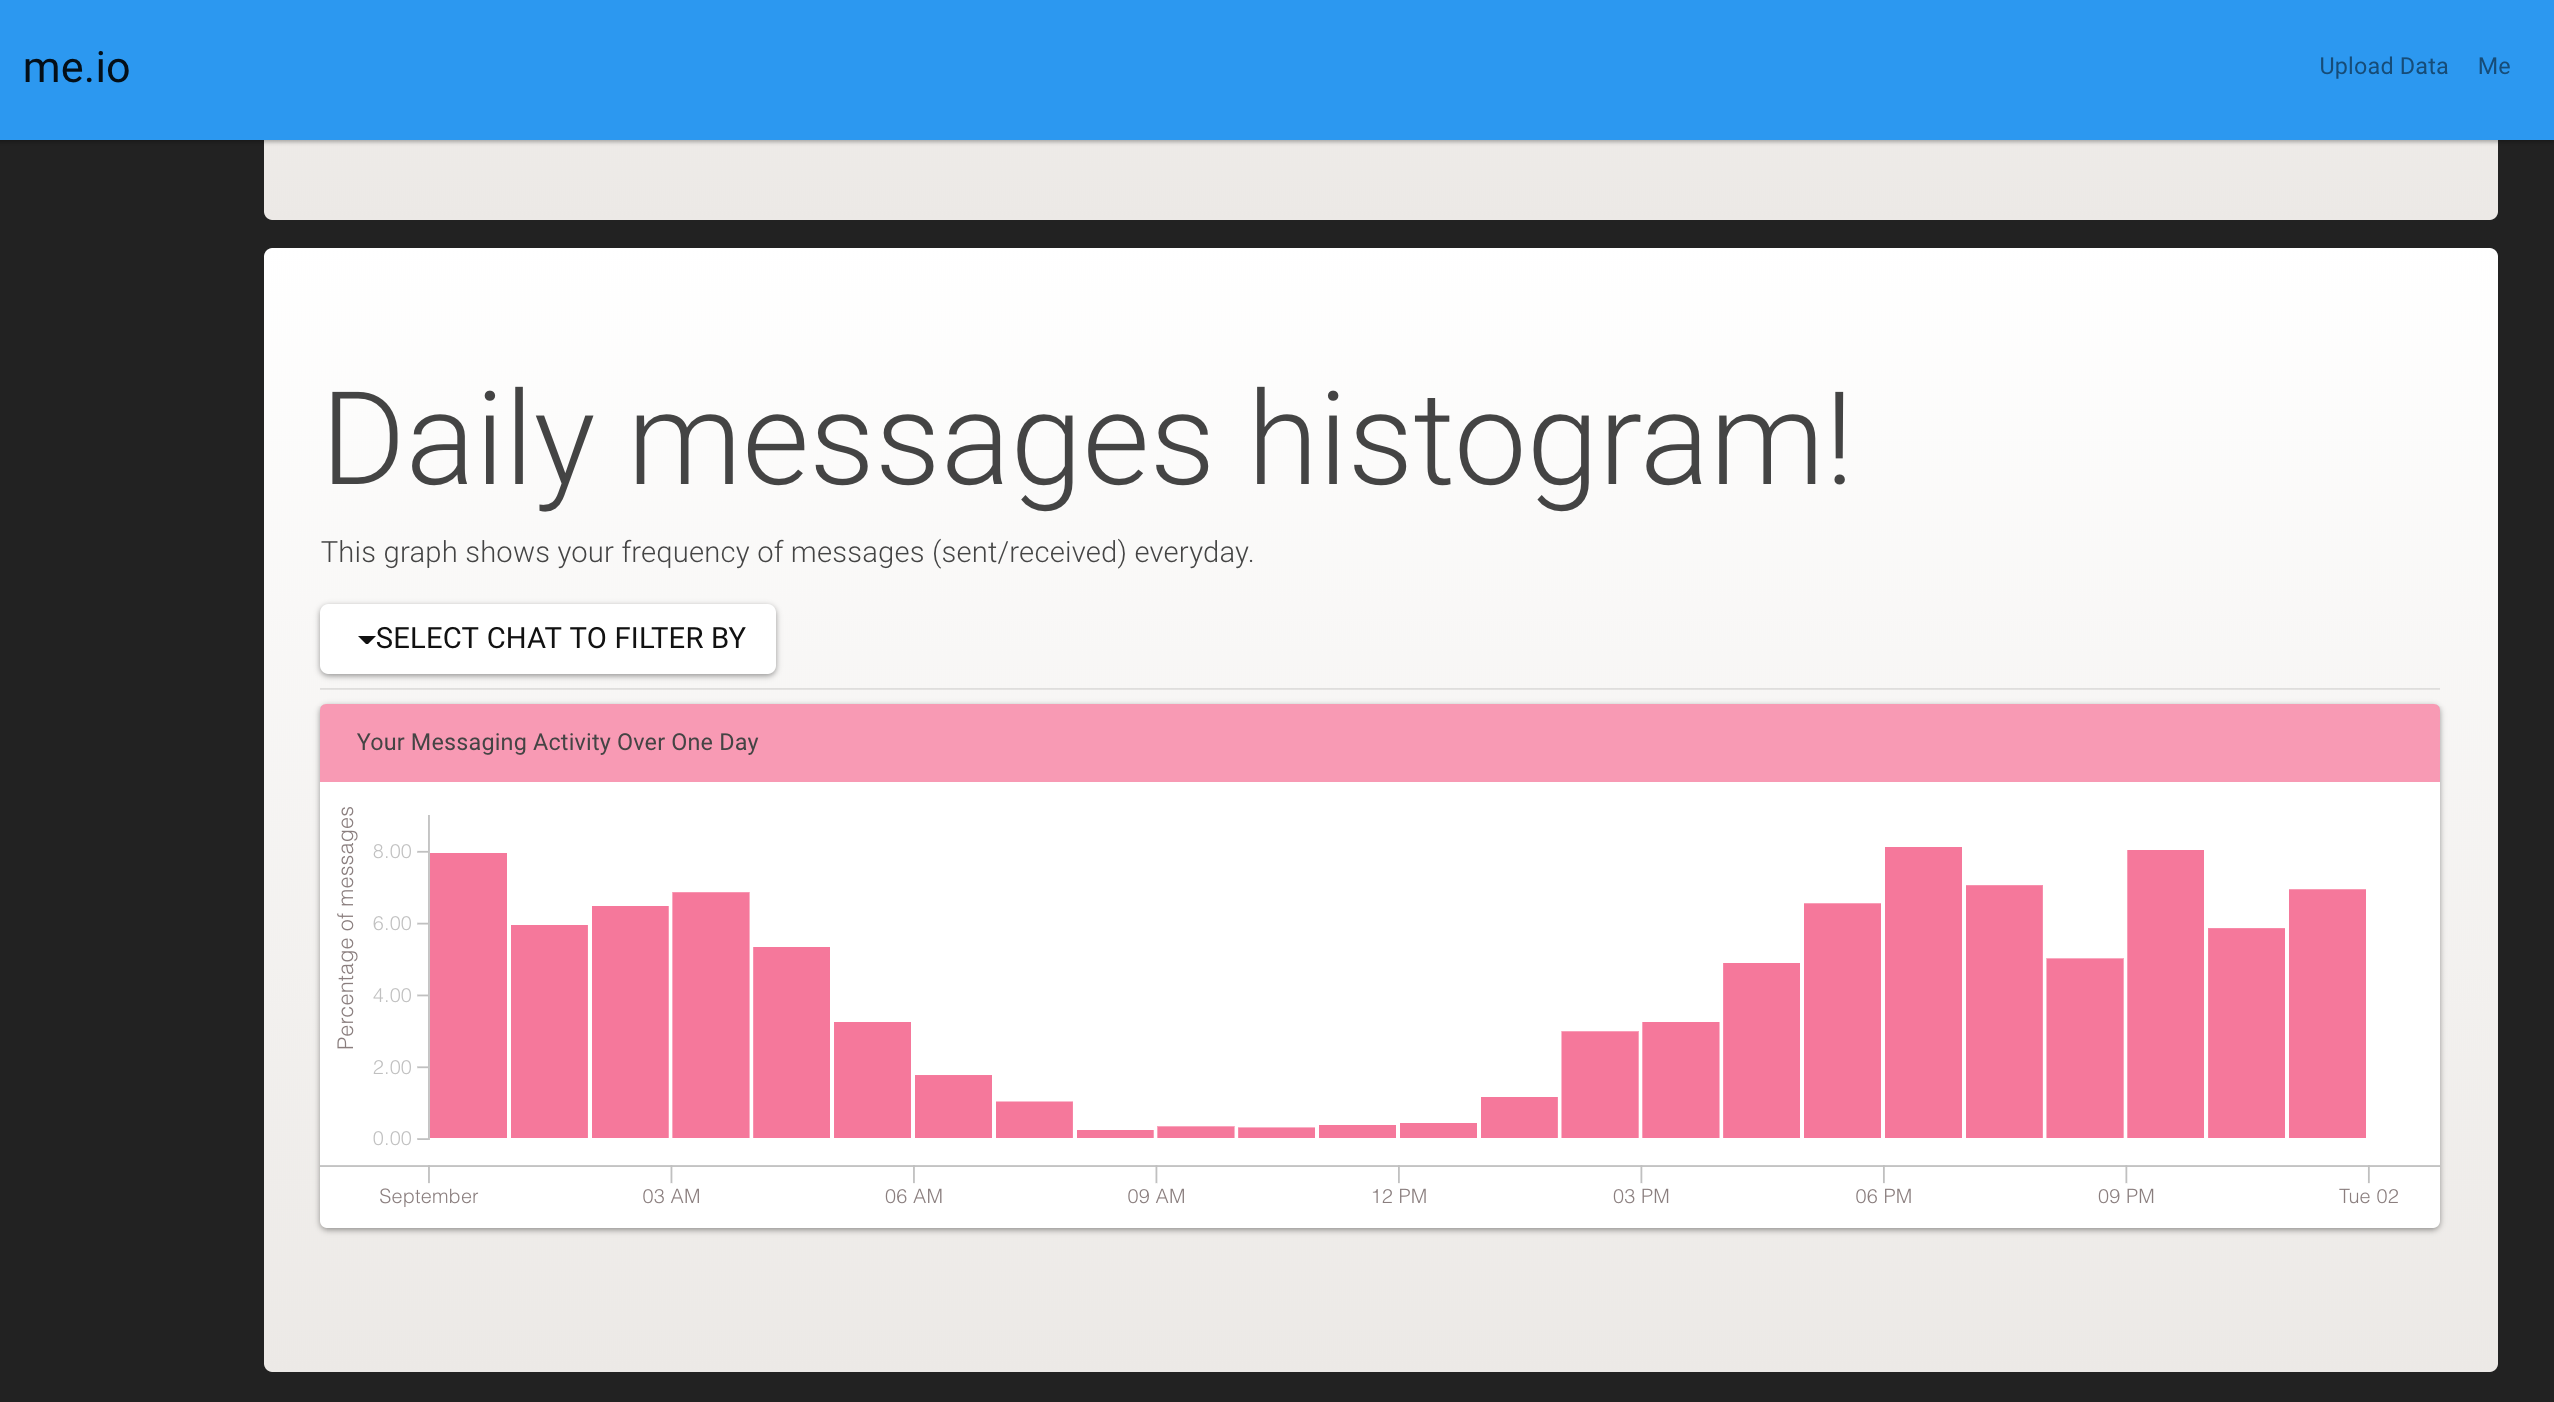 me.io
Upload Data Me
Daily messages histogram!
This graph shows your frequency of messages (sent/received) everyday.
SELECT CHAT TO FILTER BY
Your Messaging Activity Over One Day
Percentage of messages
8.00
6.00
4.00
2.00
0.00
September 03 AM 06 AM 09 AM 12 PM 03 PM 06 PM 09 PM Tue 02